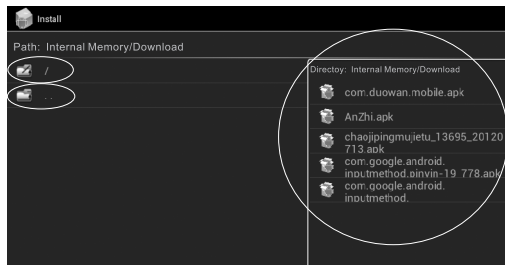 Install
Path: Internal Memory/Download
/
..
Directoy: Internal Memory/Download
com.duowan.mobile.apk
AnZhi.apk
chaojipingmujietu_13695_20120
713.apk
com.google.android.
inputmethod.pinyin-19_778.apk
com.google.android.
inputmethod.